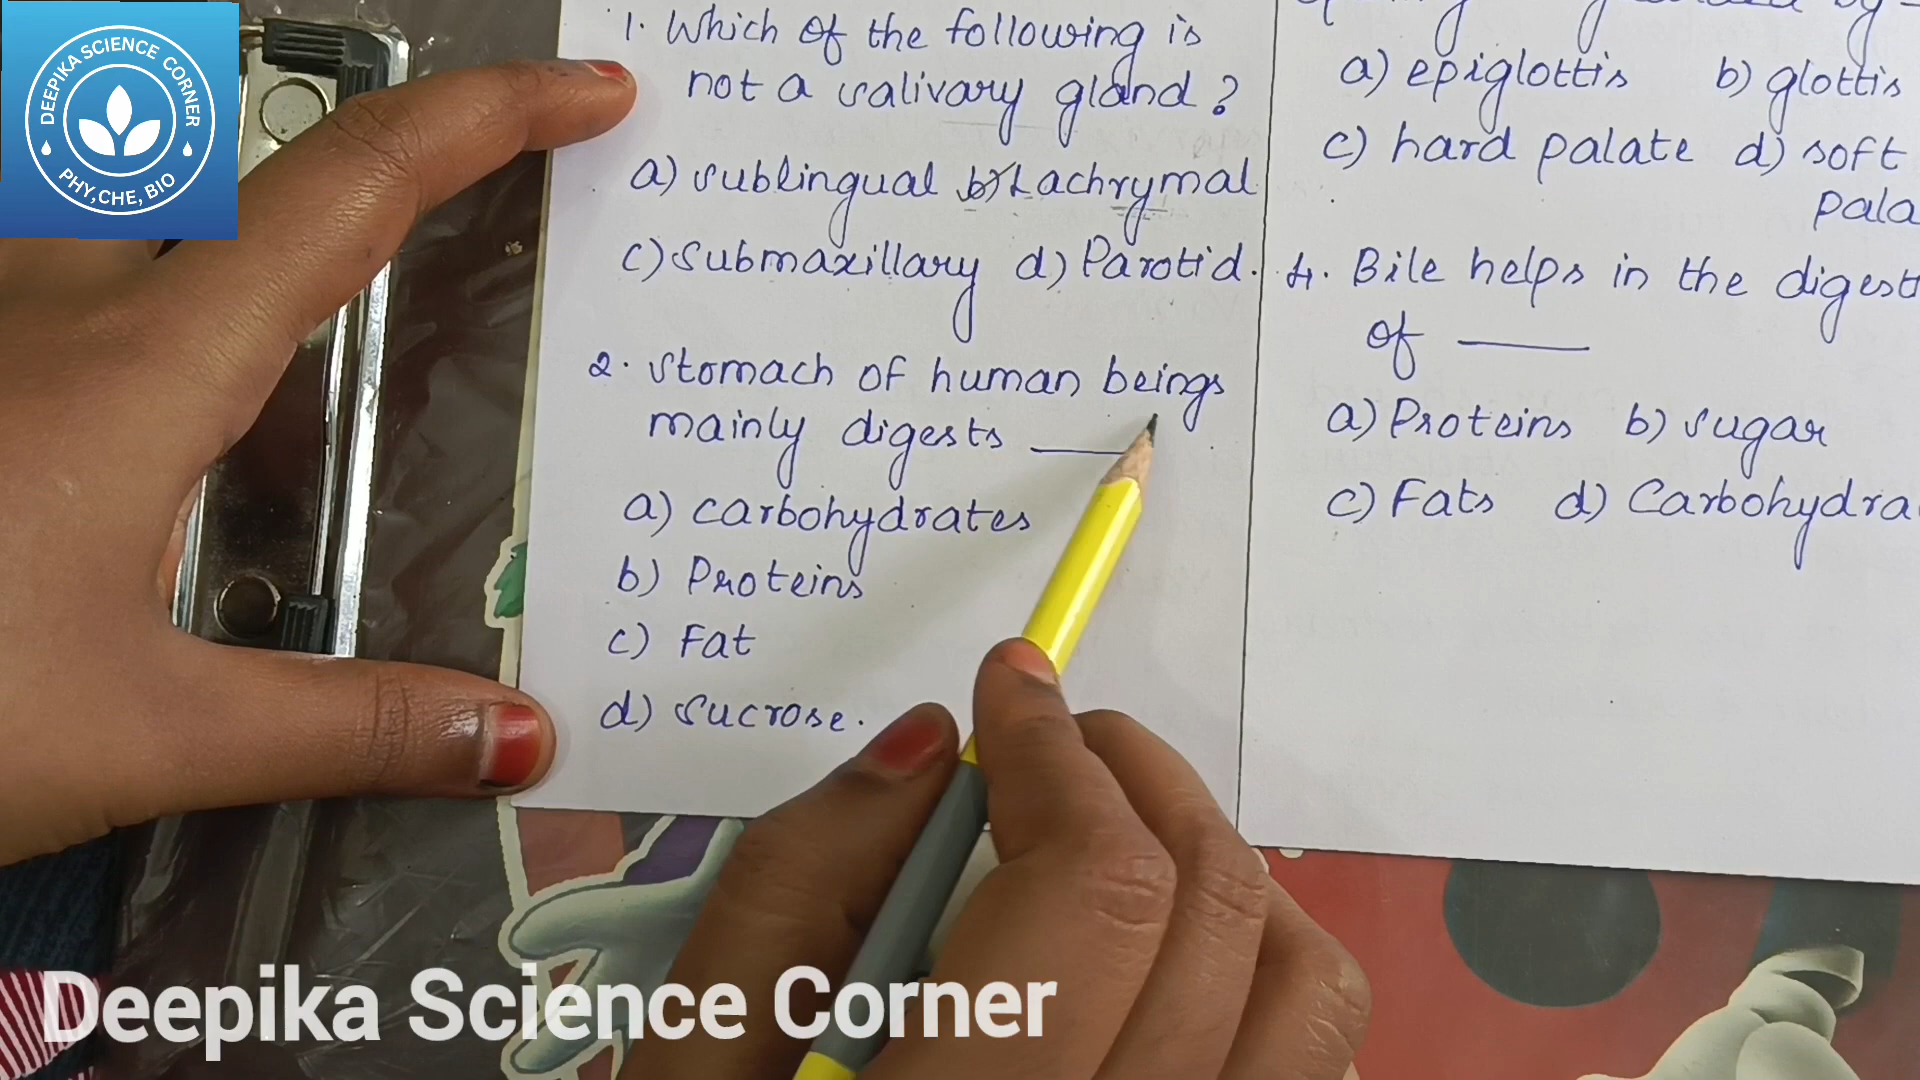 DEEPIKA SCIENCE CORNER
PHY,CHE, BIO
1. Which of the following is
not a salivary gland?
a) sublingual b) Lachrymal
c) Submaxillary d) Parotid.
2. stomach of human beings
mainly digests ____
a) carbohydrates
b) Proteins
c) Fat
d) Sucrose.
by-
a) epiglottis b) glottis
c) hard palate d) soft
pala
4. Bile helps in the digest
of ____
a) Proteins b) sugar
c) Fats d) Carbohydra
Deepika Science Corner